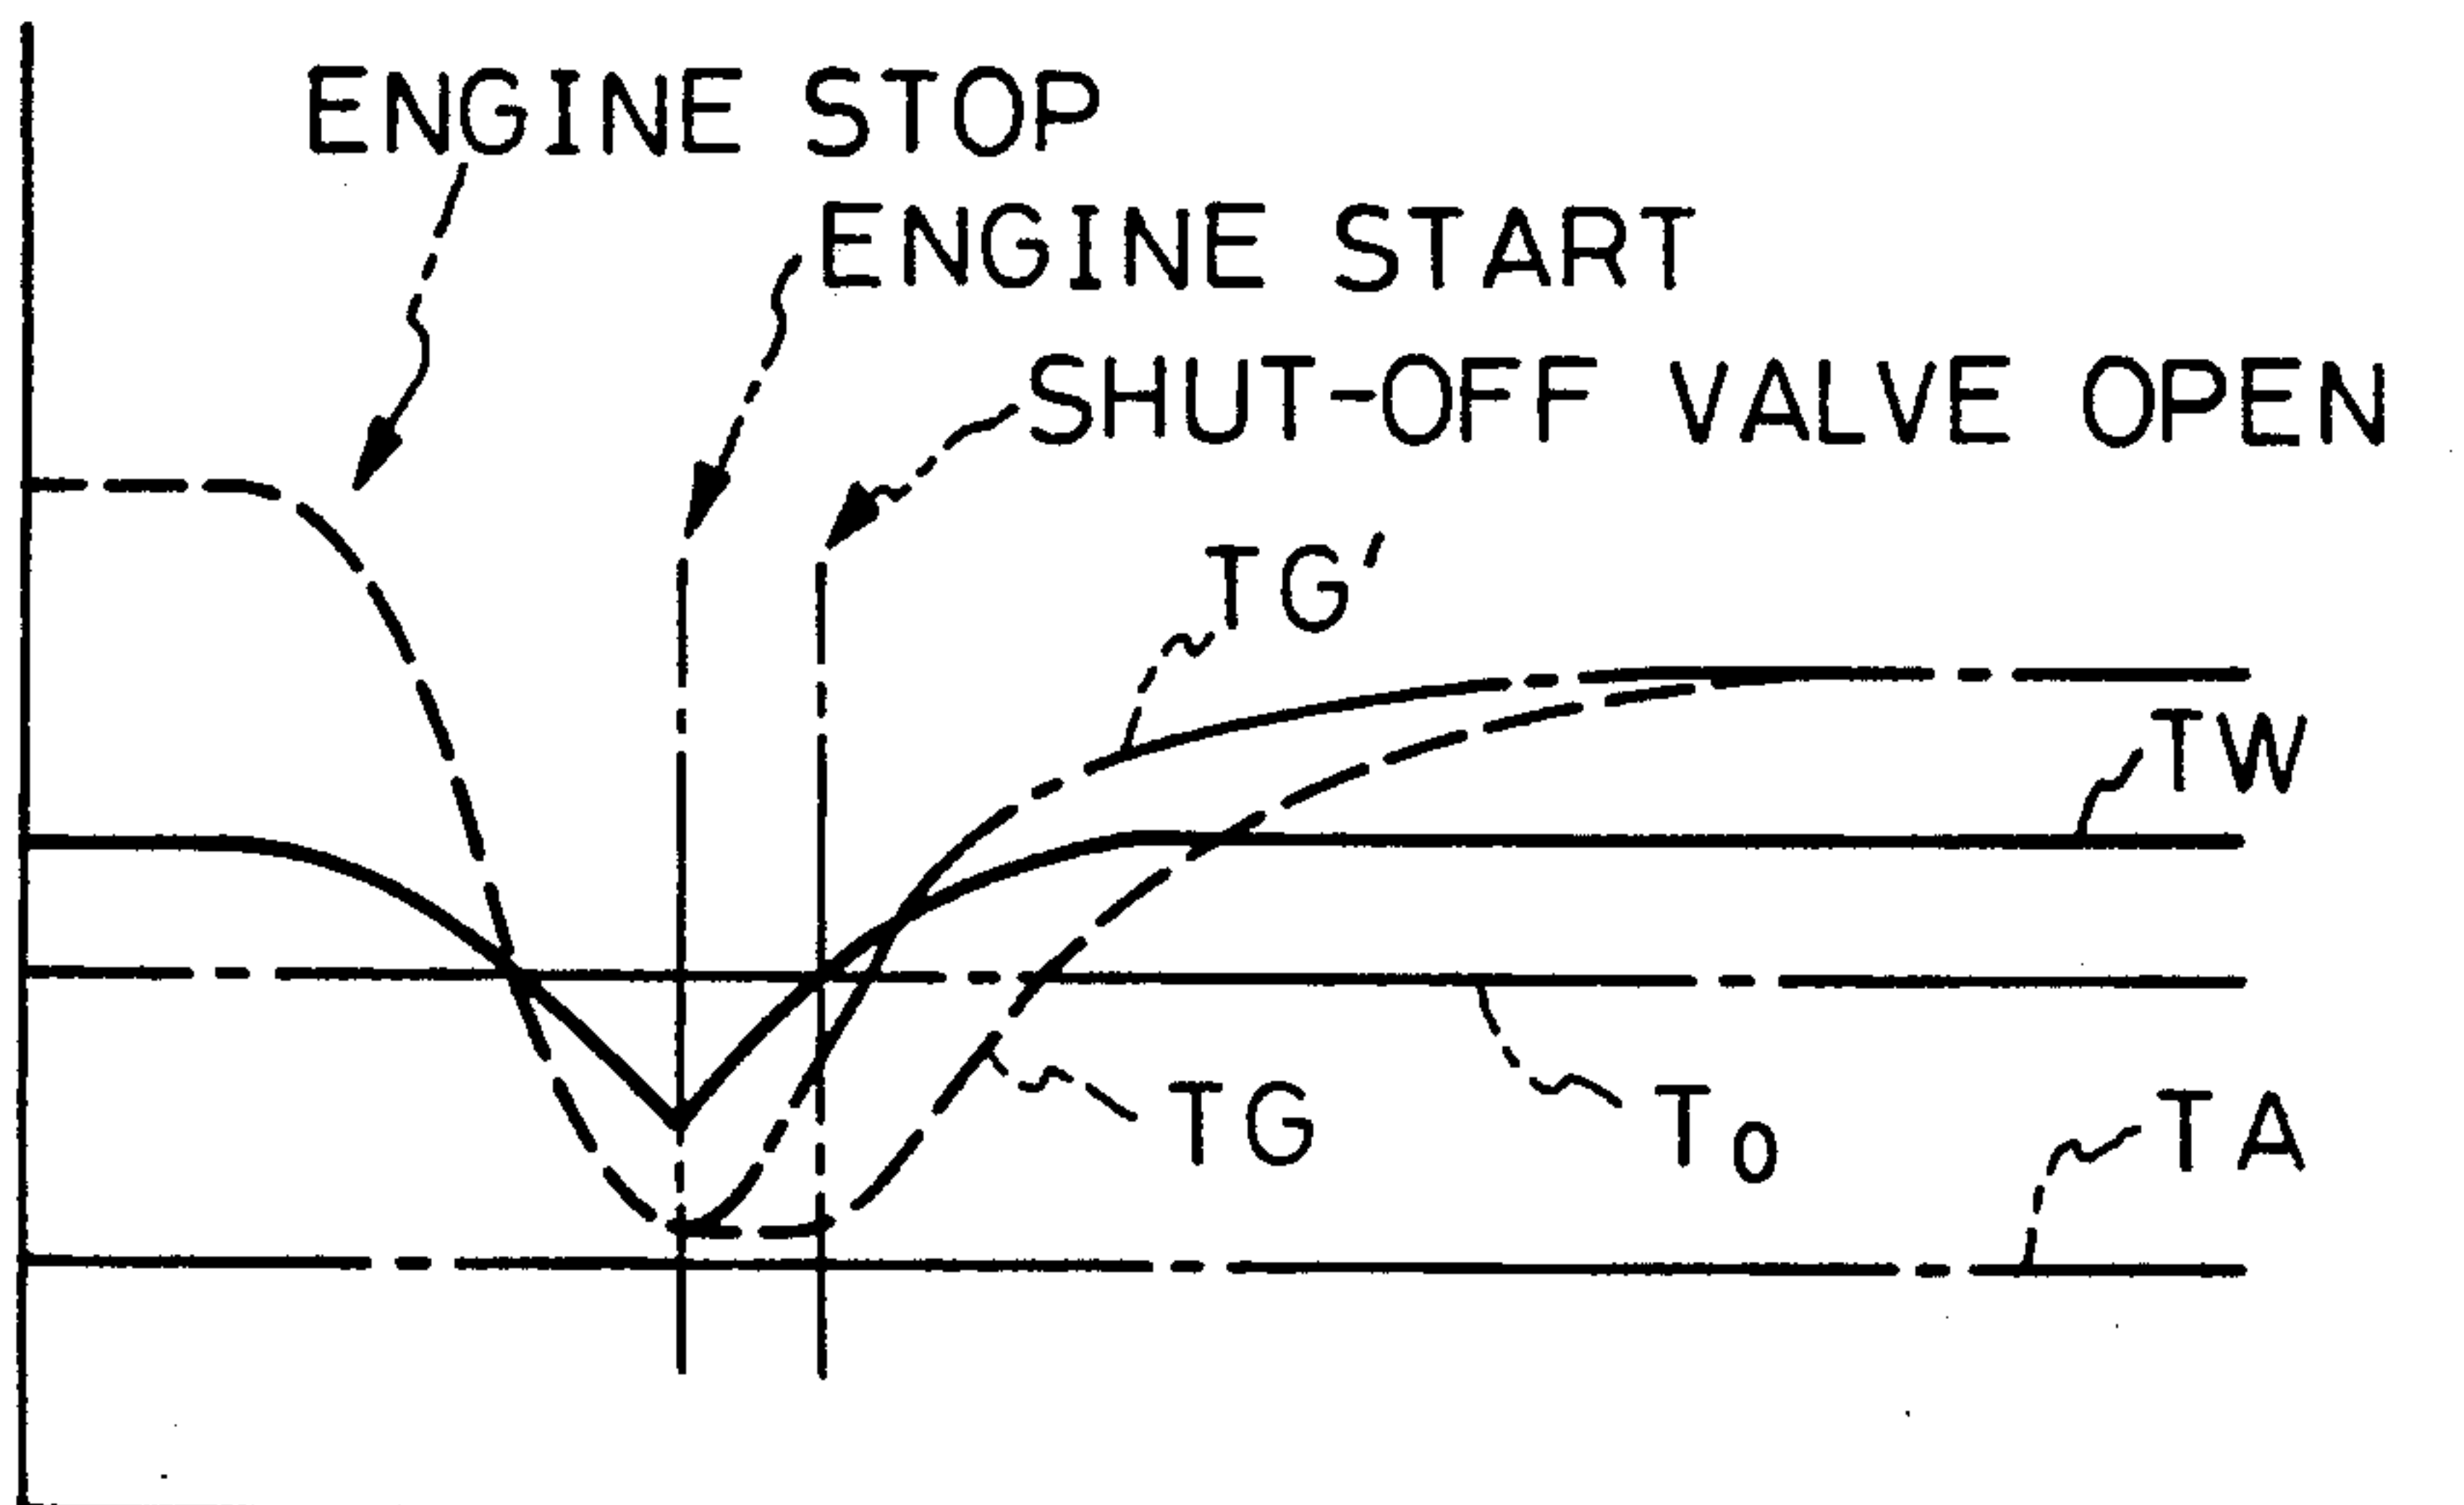 ENGINE STOP
ENGINE START
SHUT-OFF VALVE OPEN
TG'
TW
TG
T0
TA